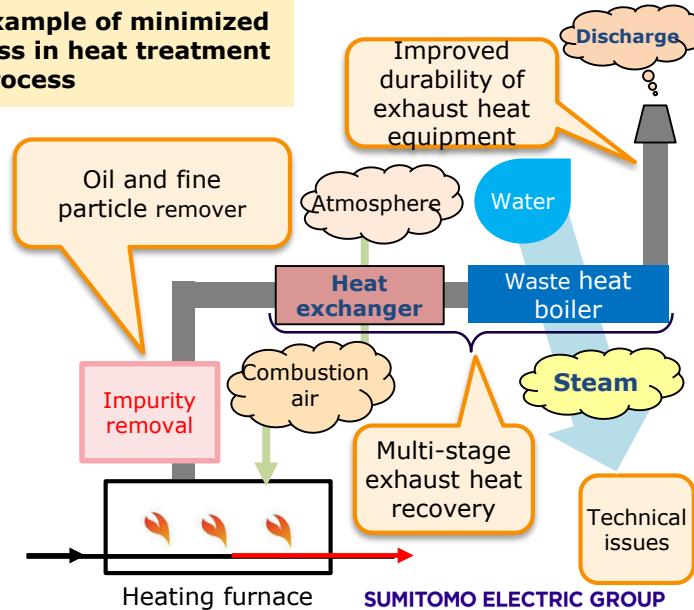 xample of minimized
ss in heat treatment
rocess
Discharge
Improved
durability of
exhaust heat
equipment
Oil and fine
particle remover
Atmosphere
Water
Heat
exchanger
Waste heat
boiler
Impurity
removal
Combustion
air
Steam
Multi-stage
exhaust heat
recovery
Technical
issues
Heating furnace
SUMITOMO ELECTRIC GROUP